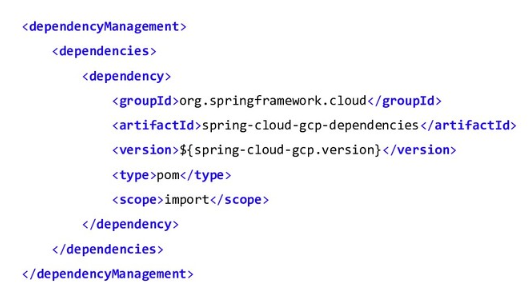 <dependencyManagement>
<dependencies>
<dependency>
<groupId>org.springframework.cloud</groupId>
<artifactId>spring-cloud-gcp-dependencies</artifactId>
<version>${spring-cloud-gcp.version}</version>
<type>pom</type>
<scope>import</scope>
</dependency>
</dependencies>
</dependencyManagement>